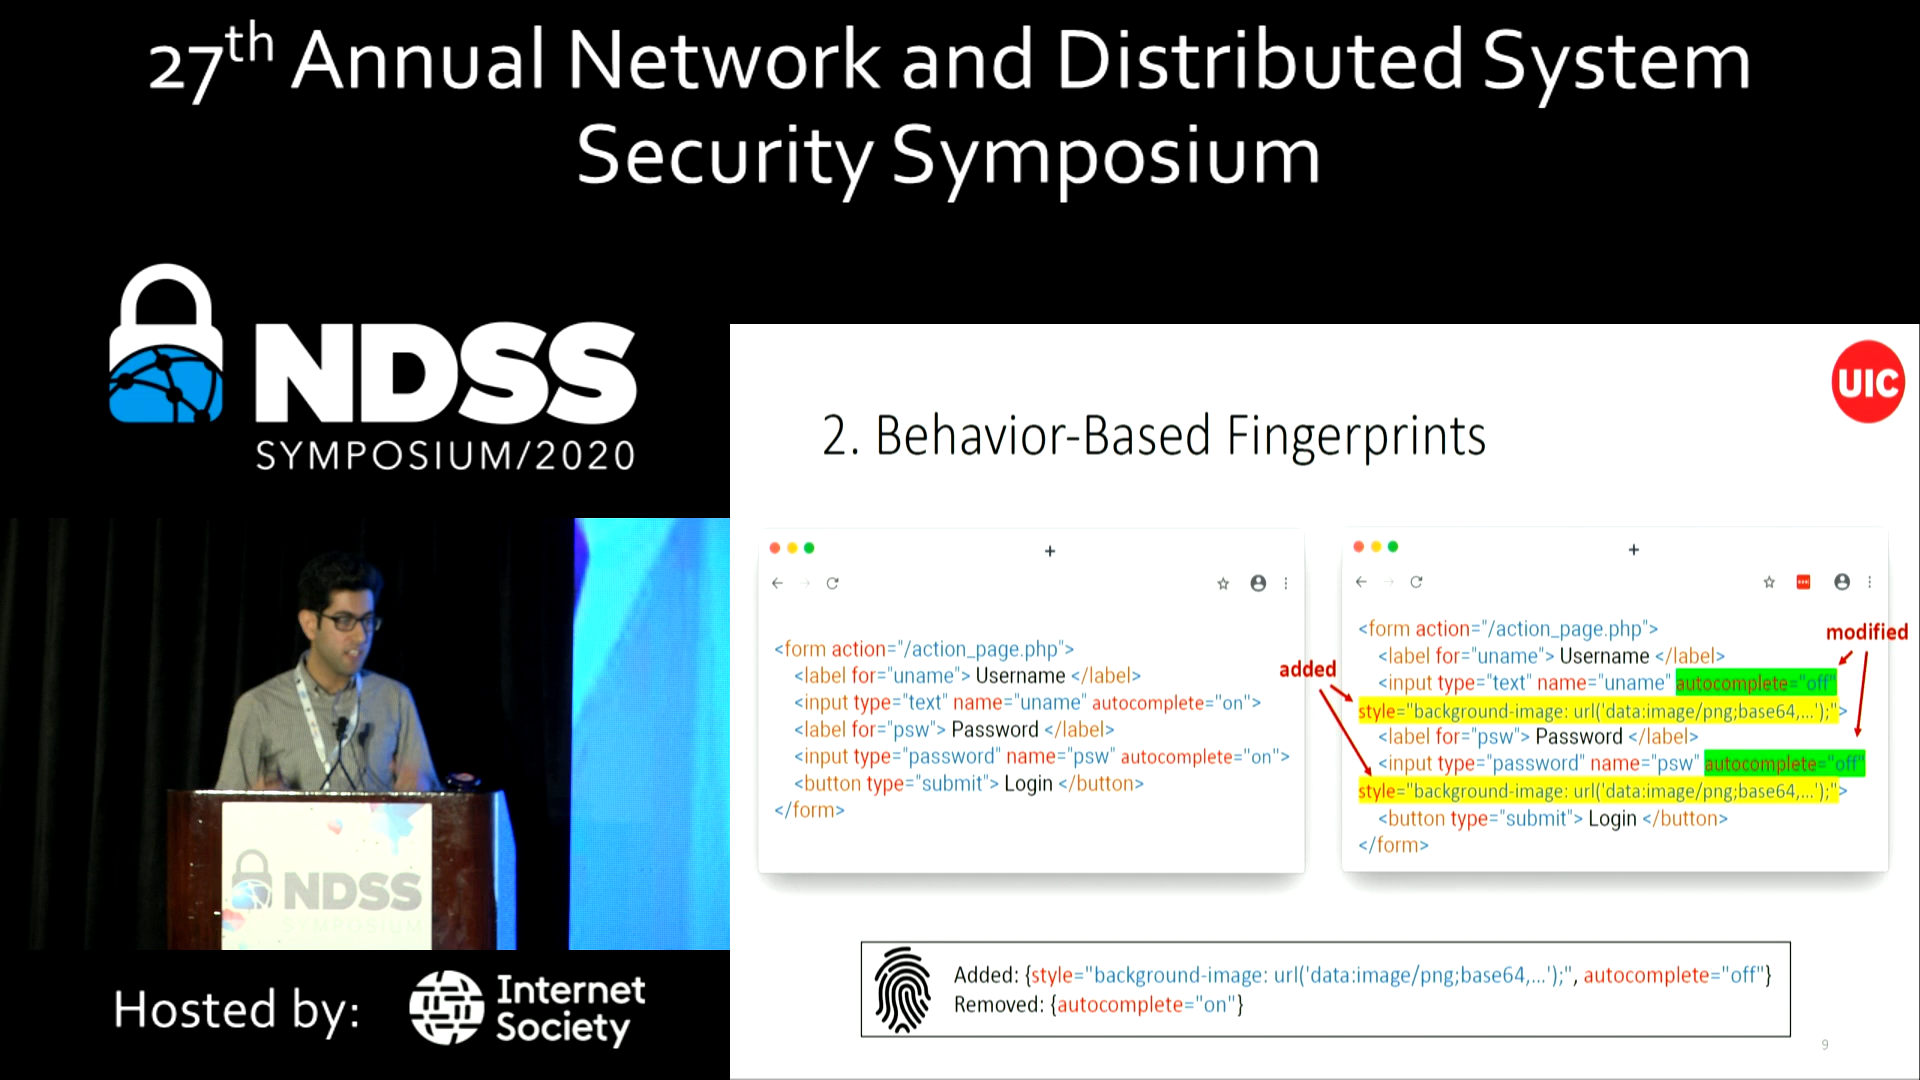 27th Annual Network and Distributed System
Security Symposium
NDSS
SYMPOSIUM/2020
UIC
2. Behavior-Based Fingerprints
<form action="/action_page.php">
<label for="uname"> Username </label>
<input type="text" name="uname" autocomplete="on">
<label for="psw"> Password </label>
<input type="password" name="psw" autocomplete="on">
<button type="submit"> Login </button>
</form>
added
modified
<form action="/action_page.php">
<label for="uname"> Username </label>
<input type="text" name="uname" autocomplete="off"
style="background-image: url('data:image/png;base64,...');">
<label for="psw"> Password </label>
<input type="password" name="psw" autocomplete="off"
style="background-image: url('data:image/png;base64,...');">
<button type="submit"> Login </button>
</form>
Added: {style="background-image: url('data:image/png;base64,...');", autocomplete="off"}
Removed: {autocomplete="on"}
9
NDSS
SYMPOSIUM
Hosted by:
Internet
Society